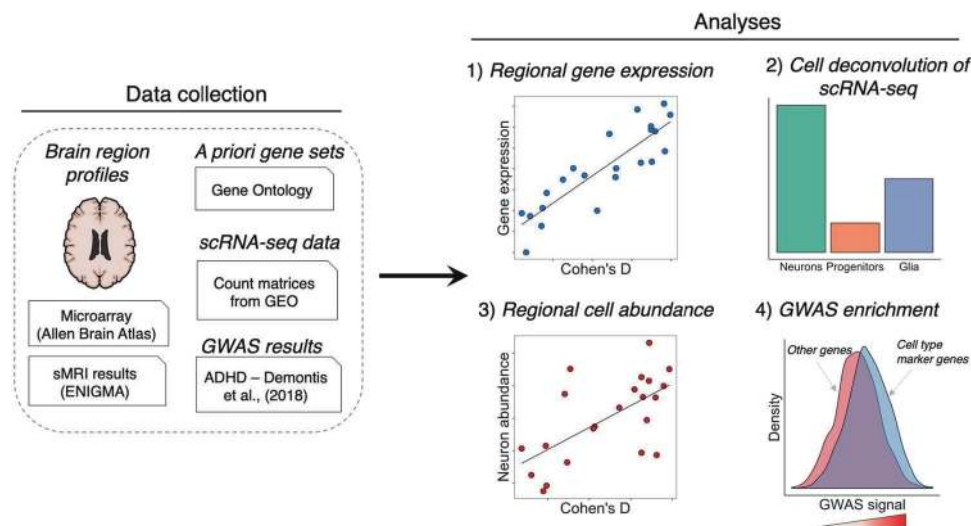 Data collection
Brain region
profiles
Microarray
(Allen Brain Atlas)
sMRI results
(ENIGMA)
A priori gene sets
Gene Ontology
scRNA-seq data
Count matrices
from GEO
GWAS results
ADHD – Demontis
et al., (2018)
Analyses
1) Regional gene expression
Gene expression
Cohen's D
2) Cell deconvolution of
scRNA-seq
Neurons Progenitors Glia
3) Regional cell abundance
Neuron abundance
Cohen's D
4) GWAS enrichment
Other genes
Cell type
marker genes
Density
GWAS signal